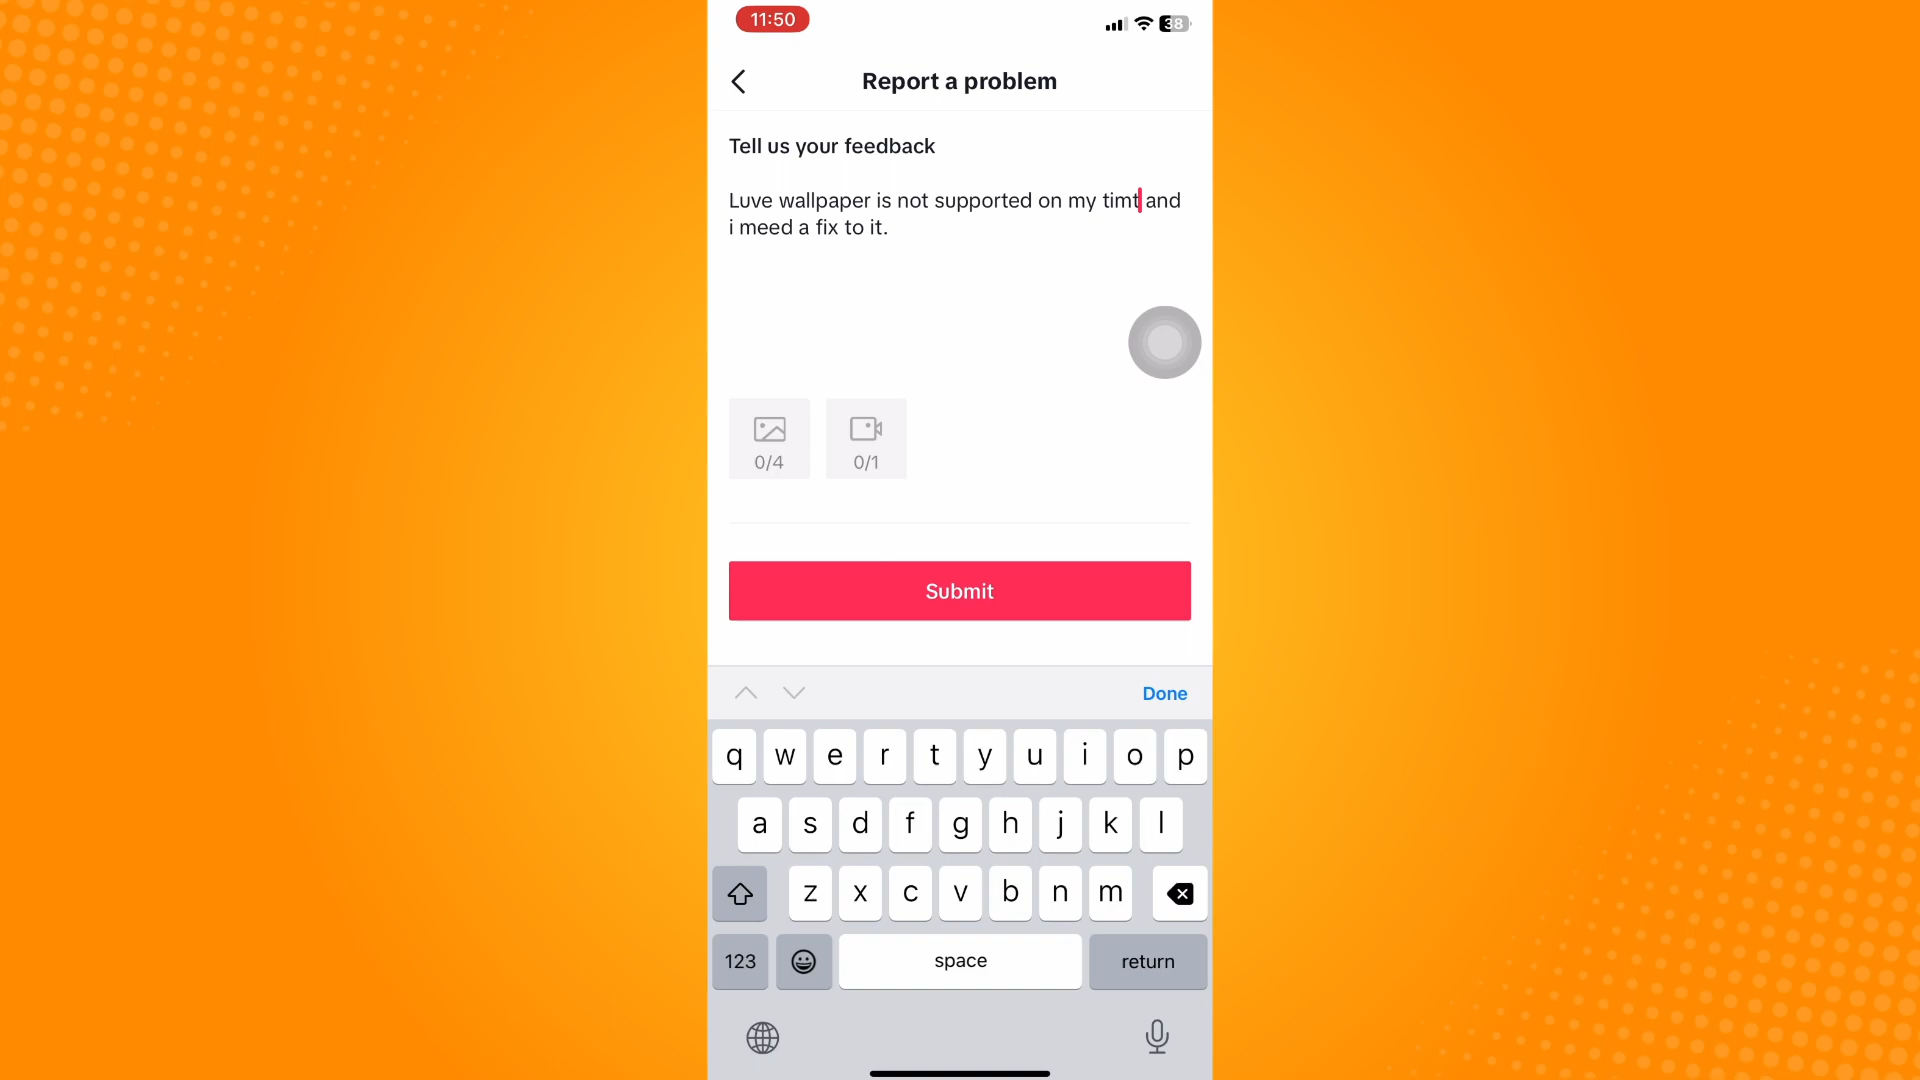 11:50
38
Report a problem
Tell us your feedback
Luve wallpaper is not supported on my timt and
i meed a fix to it.
0/4
0/1
Submit
Done
q w e r t y u i o p
a s d f g h j k l
z x c v b n m
123
space
return